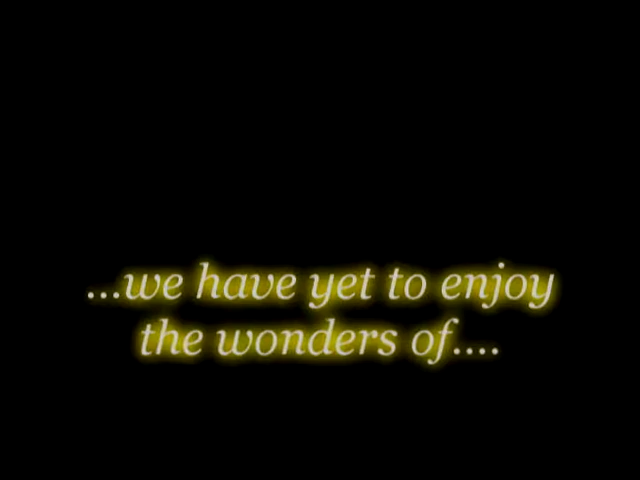 ...we have yet to enjoy
the wonders of....